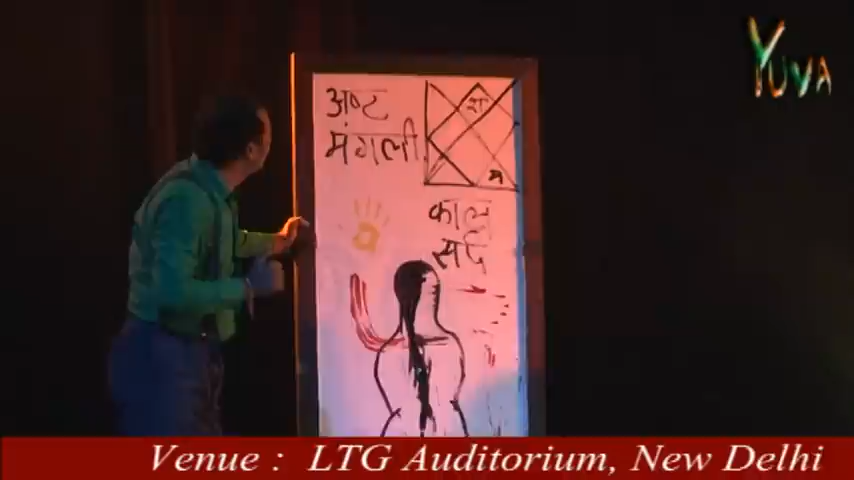 YUVA
अष्ट
मंगली
श
म
काल
सर्प
Venue : LTG Auditorium, New Delhi